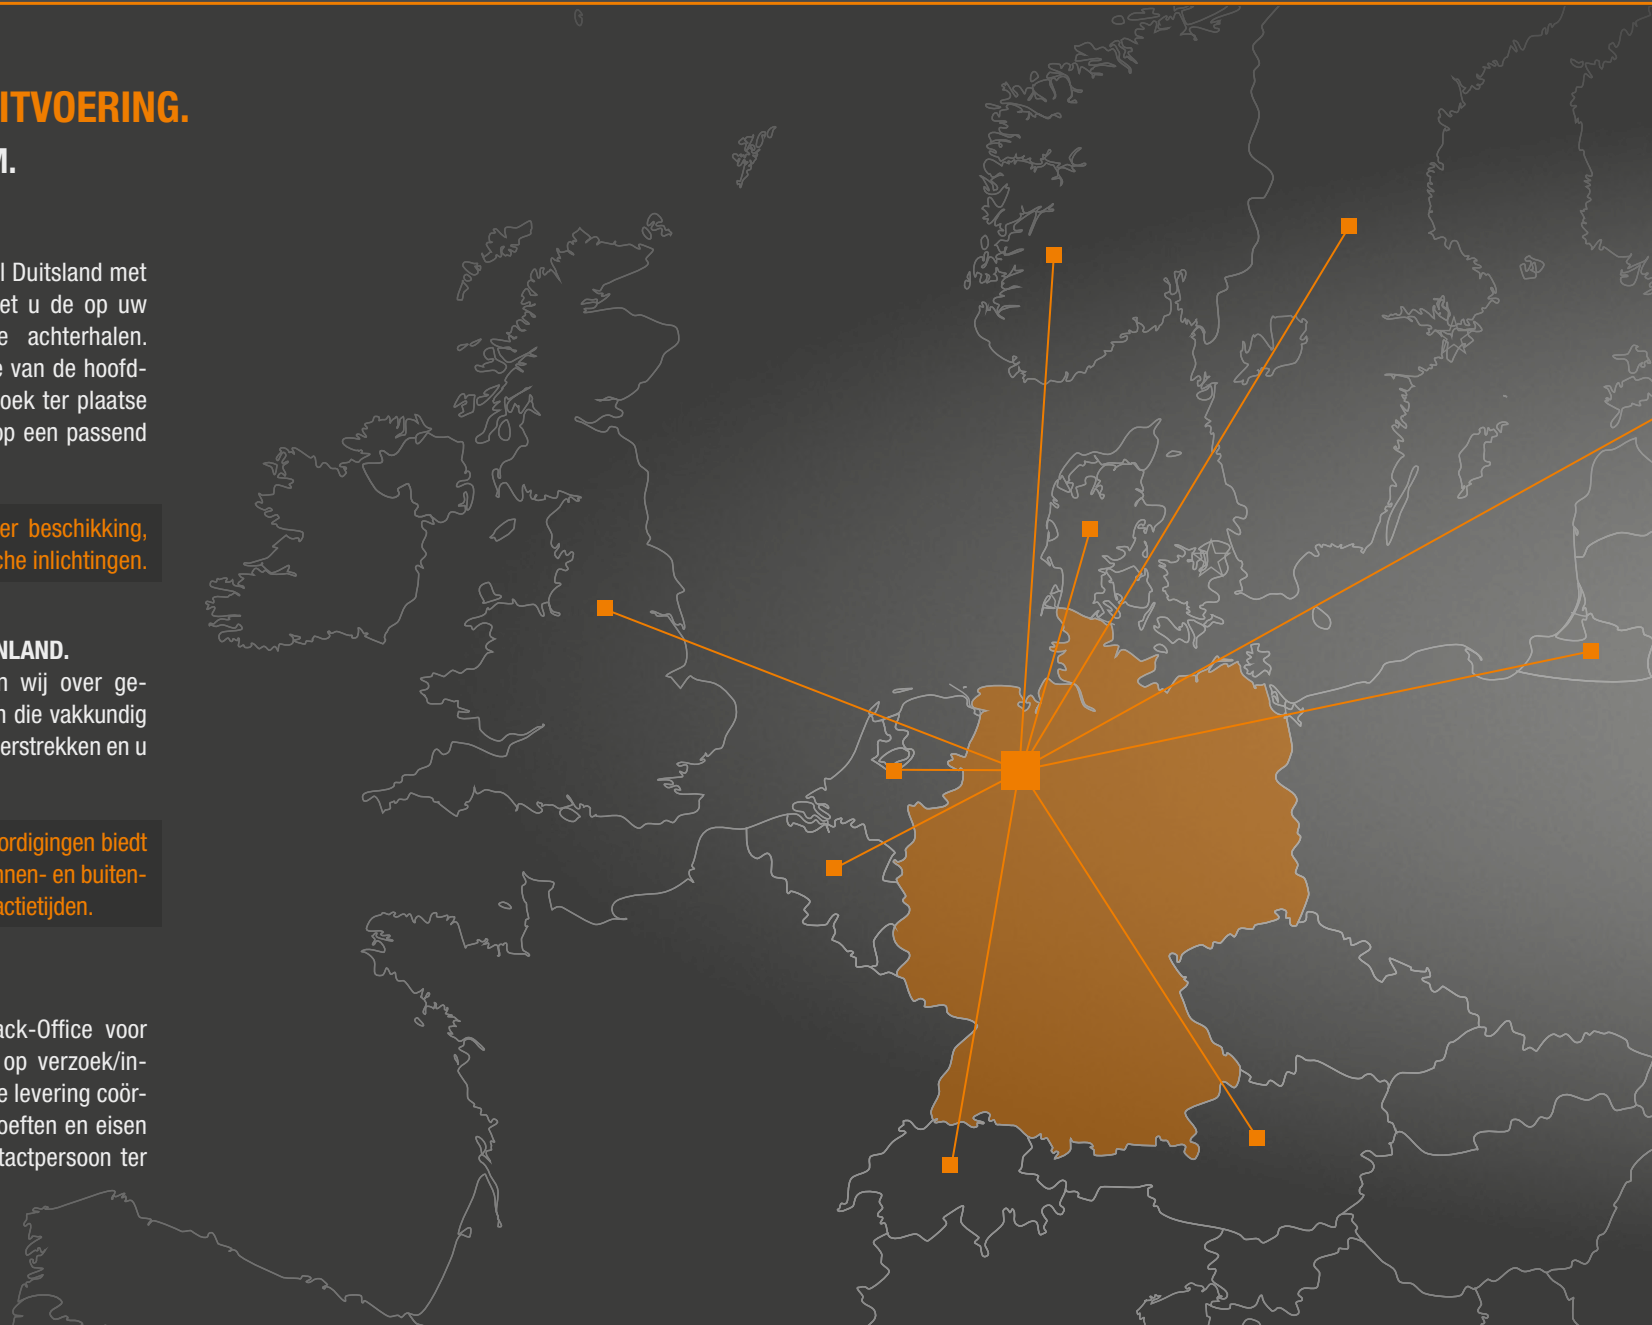 ITVOERING.
M.
l Duitsland met
et u de op uw
e achterhalen.
e van de hoofd-
oek ter plaatse
op een passend
er beschikking,
che inlichtingen.
NLAND.
n wij over ge-
n die vakkundig
erstrekken en u
ordigingen biedt
nnen- en buiten-
actietijden.
ack-Office voor
op verzoek/in-
e levering coör-
oeften en eisen
tactpersoon ter